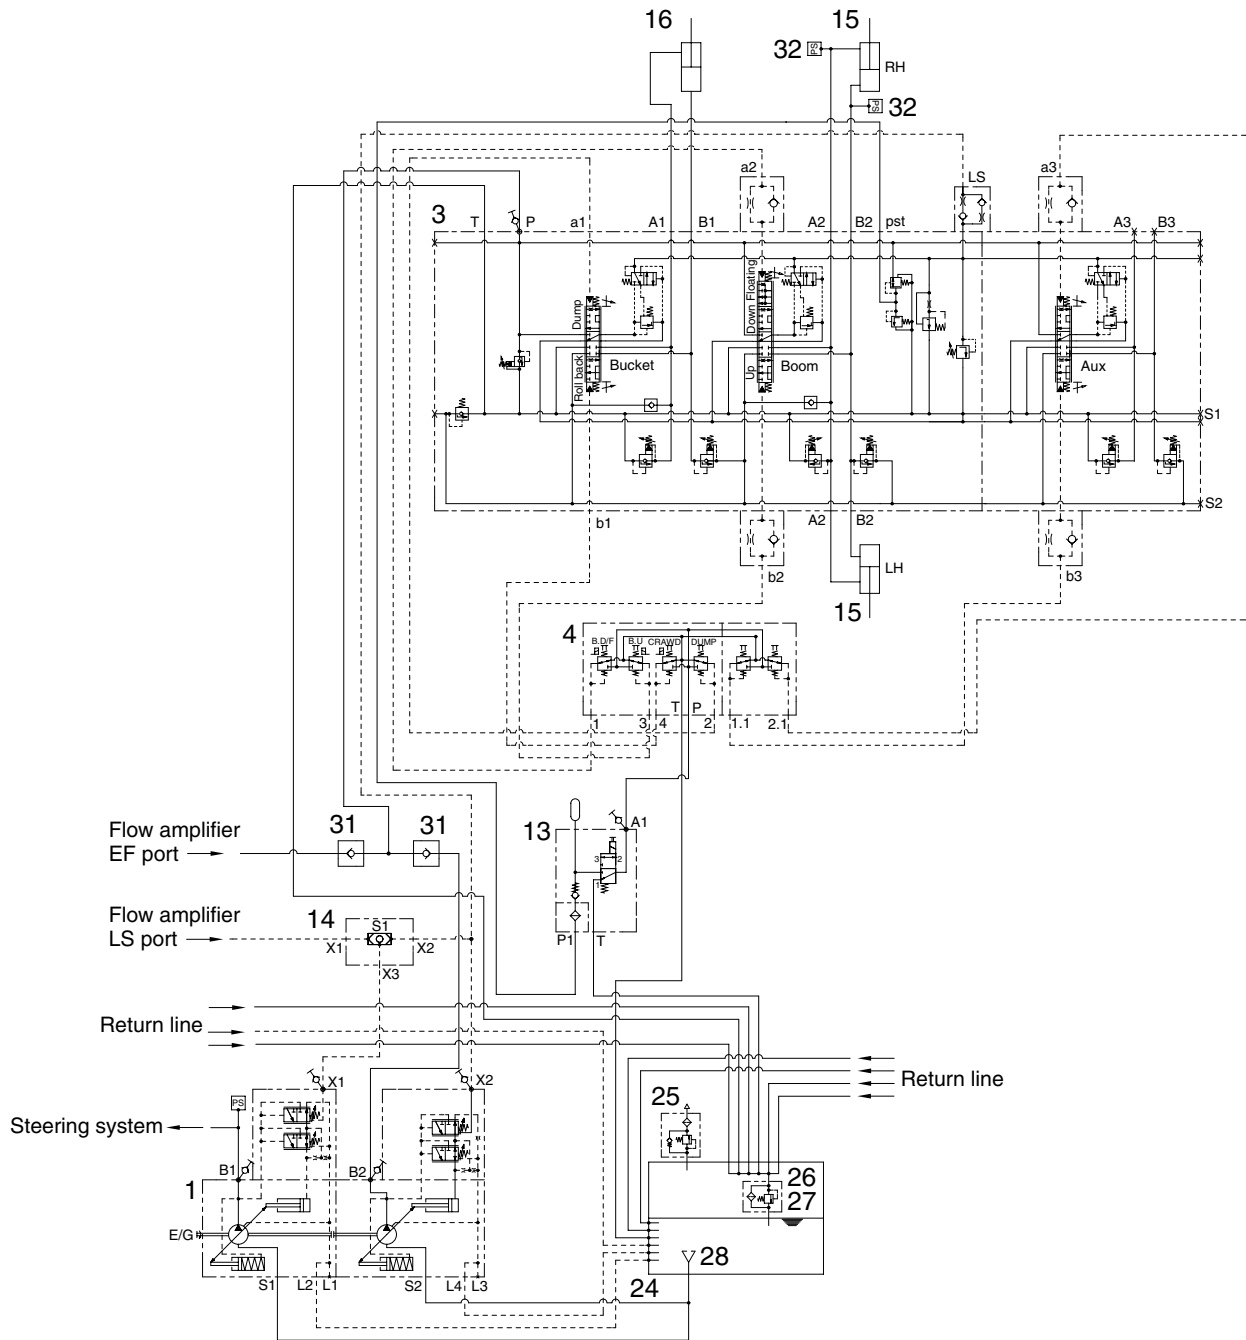 16
15
32
PS
RH
PS
32
a2
LS
a3
3
T
P
a1
A1
B1
A2
B2
pst
A3
B3
Dump
Roll back
Bucket
Down Floating
Up
Boom
Aux
S1
S2
b1
A2
B2
b2
LH
b3
15
4
B.D/F
B.U
CRAWD
DUMP
T
P
1
3
4
2
1.1
2.1
Flow amplifier
EF port
31
31
13
A1
3
2
1
Flow amplifier
LS port
14
S1
X1
X2
X3
P1
T
Return line
X1
X2
Return line
PS
25
Steering system
B1
B2
26
27
1
E/G
28
S1
L2
L1
S2
L4
L3
24